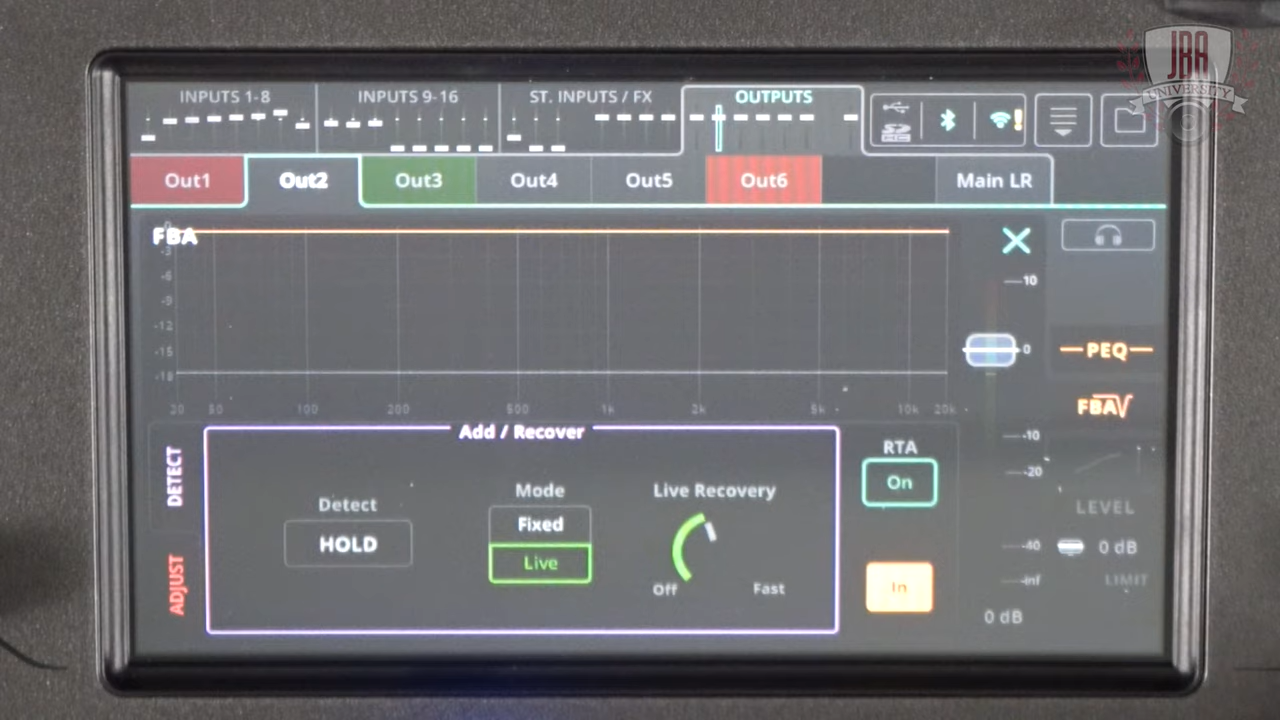 INPUTS 1-8 INPUTS 9-16 ST. INPUTS / FX OUTPUTS
JBA
UNIVERSITY
Out1 Out2 Out3 Out4 Out5 Out6 Main LR
FBA
-6
-9
-12
-15
-18
20 50 100 200 500 1k 2k 5k 10k 20k
10
0
-10
-20
-40
-inf
0 dB
PEQ
FBA
LEVEL
0 dB
LIMIT
DETECT
ADJUST
Add / Recover
Detect
HOLD
Mode
Fixed
Live
Live Recovery
Off Fast
RTA
On
In